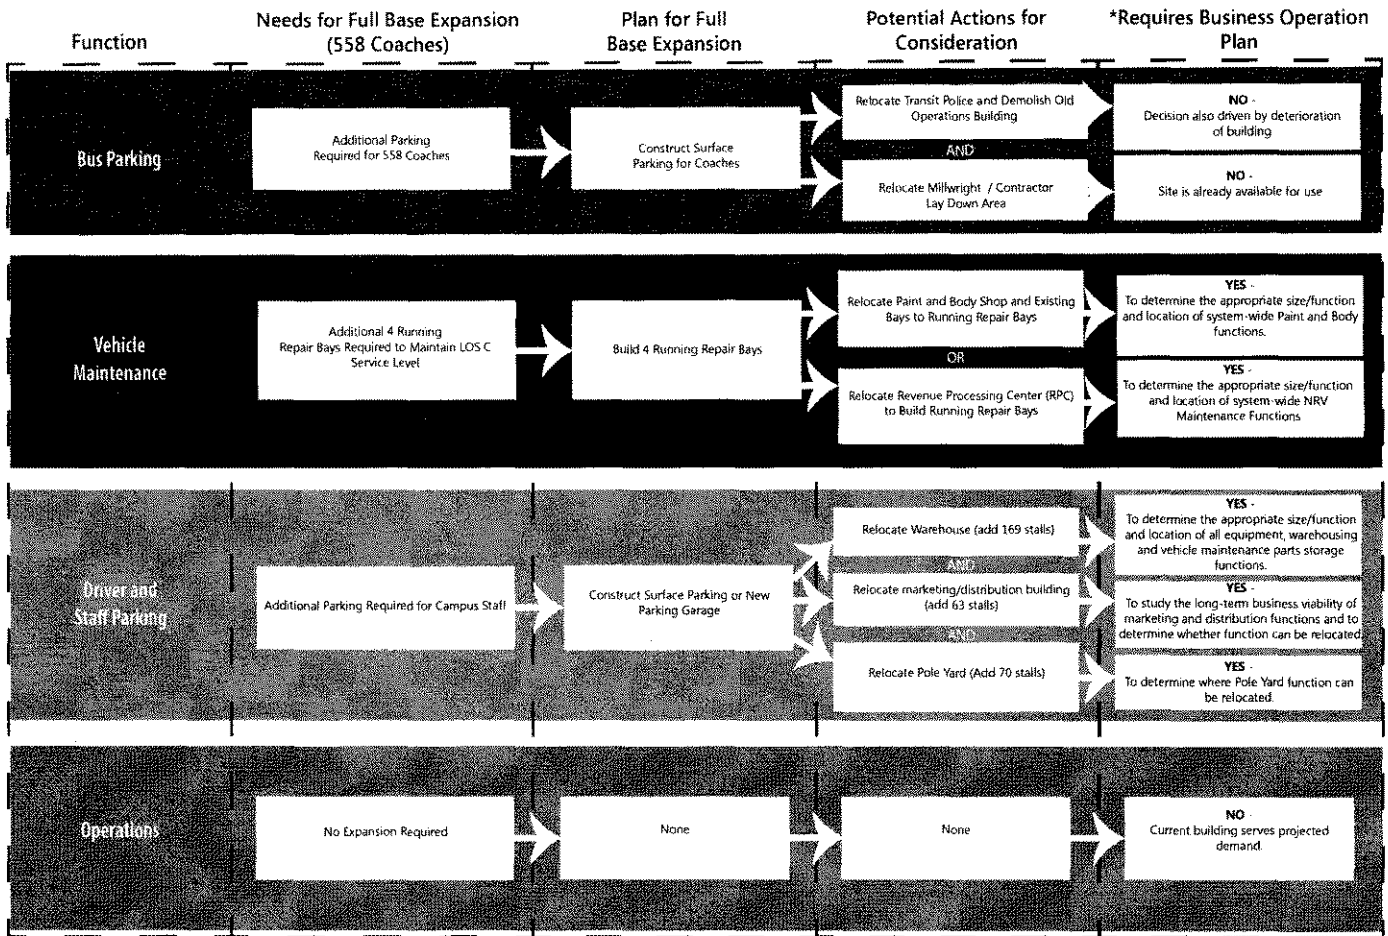 Function
Needs for Full Base Expansion
(558 Coaches)
Plan for Full
Base Expansion
Potential Actions for
Consideration
*Requires Business Operation
Plan
Bus Parking
Additional Parking
Required for 558 Coaches
Construct Surface
Parking for Coaches
Relocate Transit Police and Demolish Old
Operations Building
AND
Relocate Millwright / Contractor
Lay Down Area
NO -
Decision also driven by deterioration
of building
NO -
Site is already available for use
Vehicle
Maintenance
Additional 4 Running
Repair Bays Required to Maintain LOS C
Service Level
Build 4 Running Repair Bays
Relocate Paint and Body Shop and Existing
Bays to Running Repair Bays
OR
Relocate Revenue Processing Center (RPC)
to Build Running Repair Bays
YES -
To determine the appropriate size/function
and location of system-wide Paint and Body
functions.
YES -
To determine the appropriate size/function
and location of system-wide NRV
Maintenance Functions
Driver and
Staff Parking
Additional Parking Required for Campus Staff
Construct Surface Parking or New
Parking Garage
Relocate Warehouse (add 169 stalls)
AND
Relocate marketing/distribution building
(add 63 stalls)
AND
Relocate Pole Yard (Add 70 stalls)
YES -
To determine the appropriate size/function
and location of all equipment, warehousing
and vehicle maintenance parts storage
functions.
YES -
To study the long-term business viability of
marketing and distribution functions and to
determine whether function can be relocated.
YES -
To determine where Pole Yard function can
be relocated.
Operations
No Expansion Required
None
None
NO -
Current building serves projected
demand.